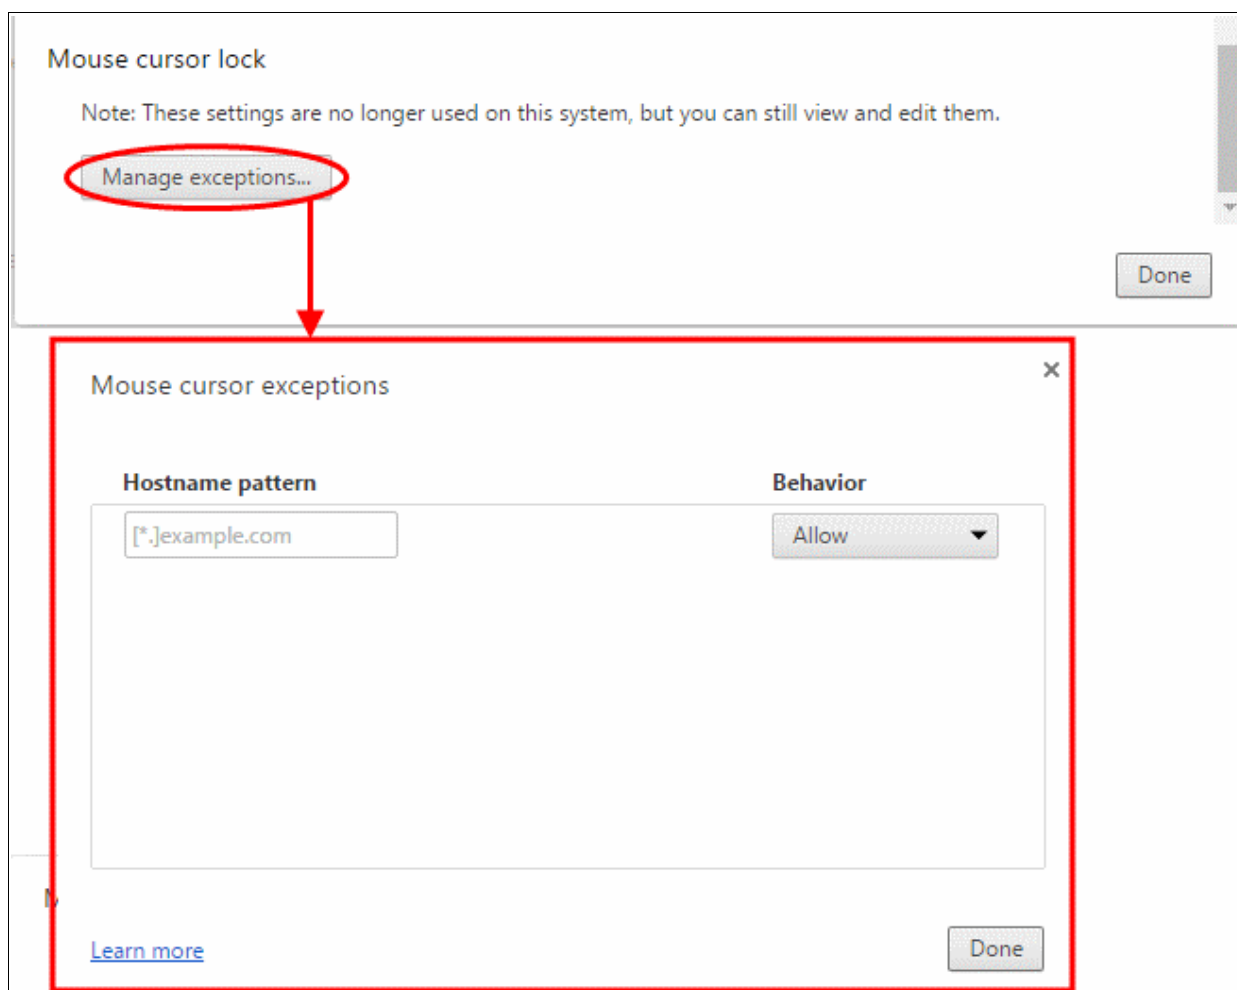 Mouse cursor lock
Note: These settings are no longer used on this system, but you can still view and edit them.
Manage exceptions...
Done
Mouse cursor exceptions
Hostname pattern Behavior
[*.]example.com Allow
Learn more Done